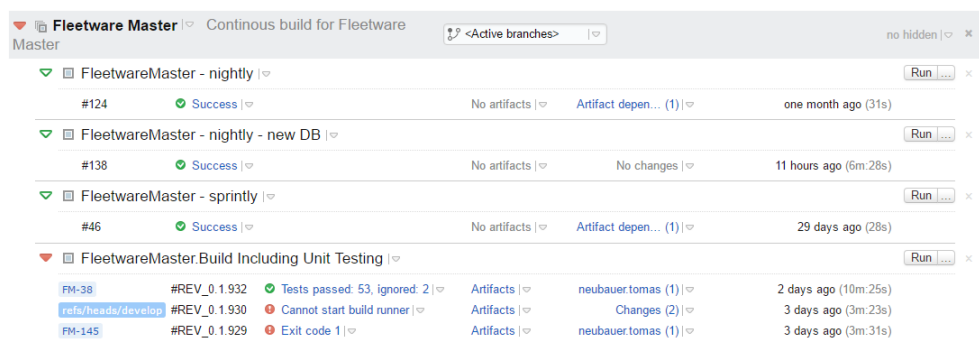 Fleetware Master Continous build for Fleetware Master <Active branches> no hidden
FleetwareMaster - nightly Run ...
#124 Success No artifacts Artifact depen... (1) one month ago (31s)
FleetwareMaster - nightly - new DB Run ...
#138 Success No artifacts No changes 11 hours ago (6m:28s)
FleetwareMaster - sprintly Run ...
#46 Success No artifacts Artifact depen... (1) 29 days ago (28s)
FleetwareMaster.Build Including Unit Testing Run ...
FM-38 #REV_0.1.932 Tests passed: 53, ignored: 2 Artifacts neubauer.tomas (1) 2 days ago (10m:25s)
refs/heads/develop #REV_0.1.930 Cannot start build runner Artifacts Changes (2) 3 days ago (3m:23s)
FM-145 #REV_0.1.929 Exit code 1 Artifacts neubauer.tomas (1) 3 days ago (3m:31s)